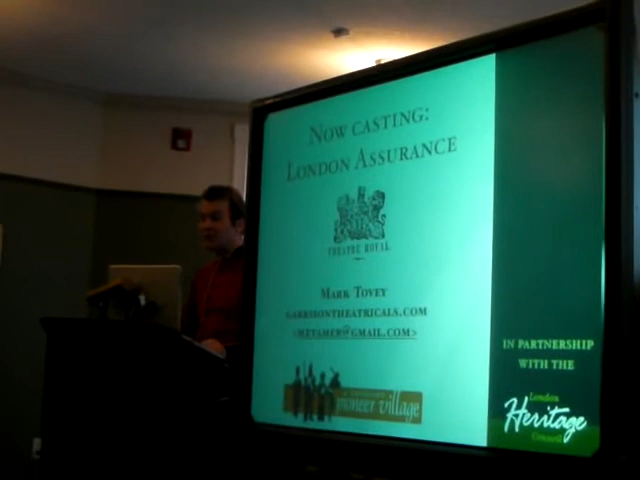 NOW CASTING:
LONDON ASSURANCE
THEATRE ROYAL
MARK TOVEY
GARRISONTHEATRICALS.COM
<METAMER@GMAIL.COM>
pioneer village
IN PARTNERSHIP
WITH THE
London
Heritage
Council